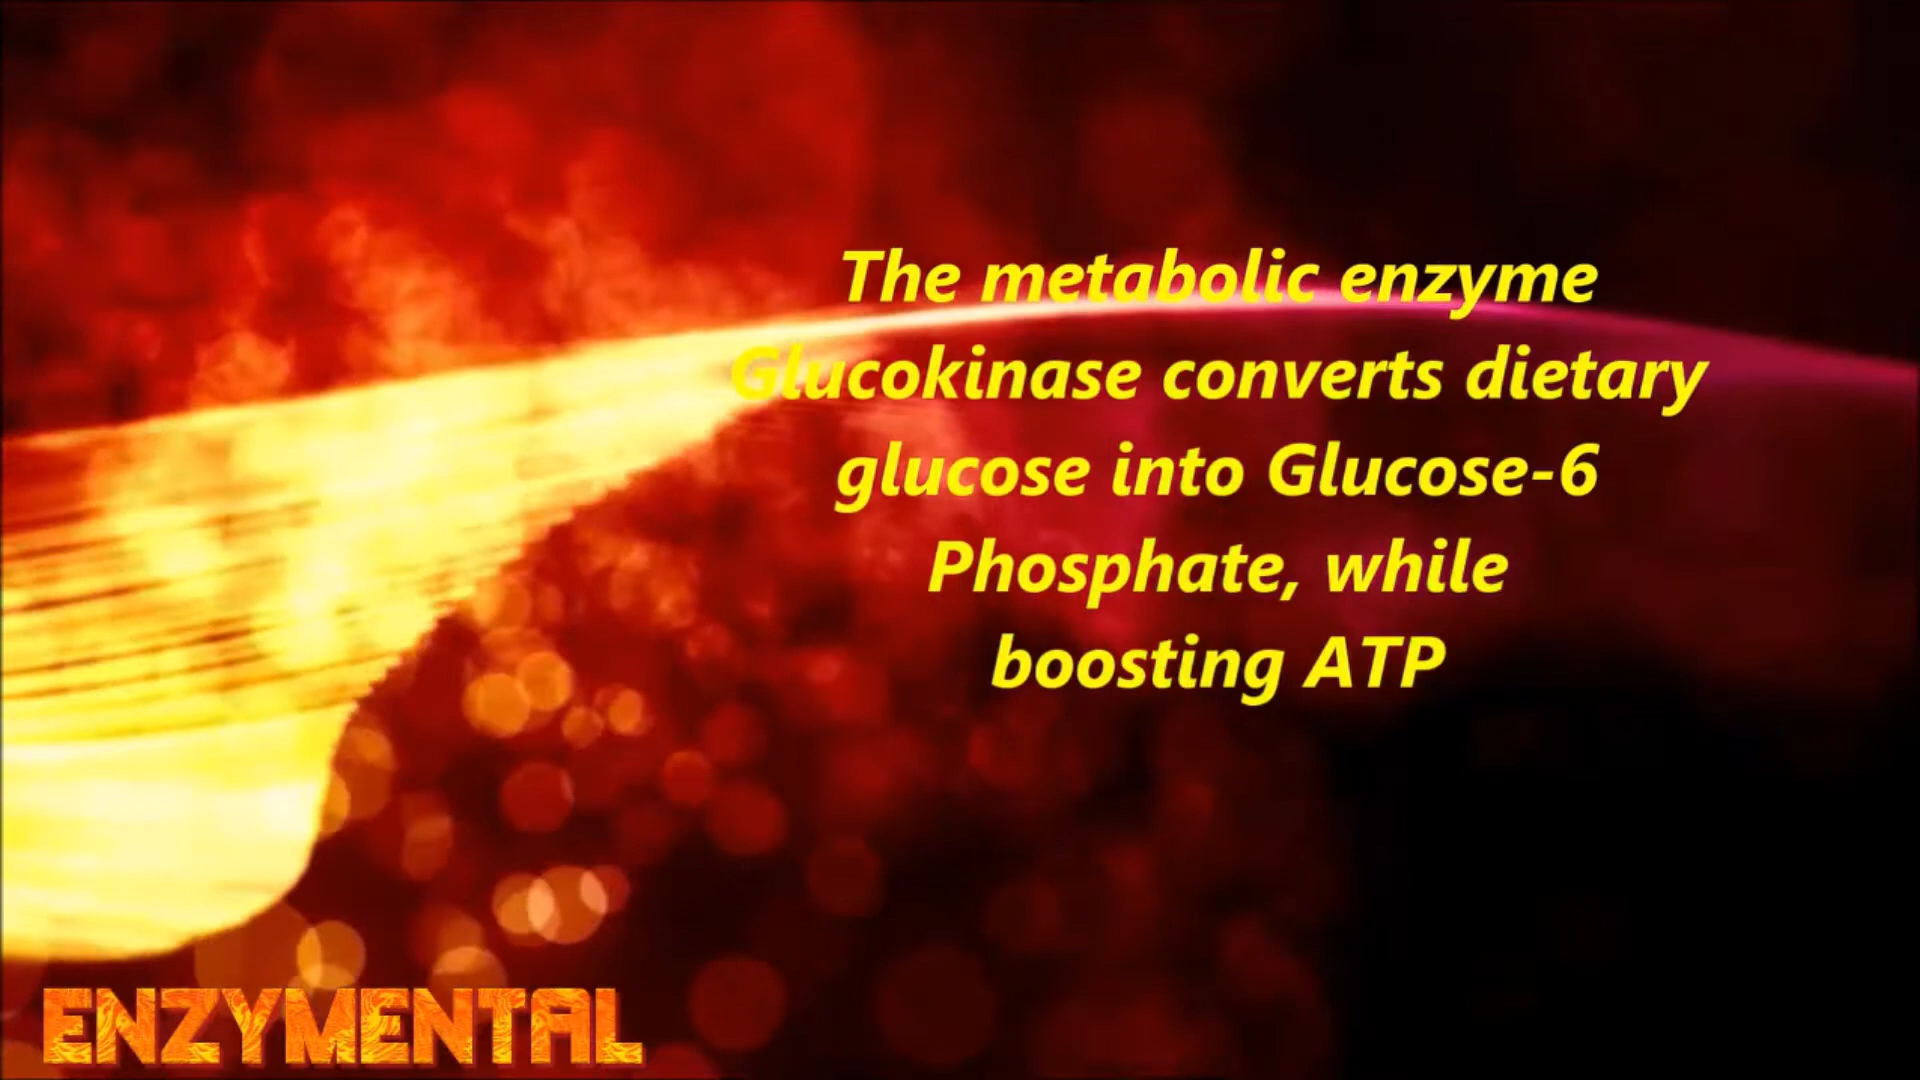 The metabolic enzyme
Glucokinase converts dietary
glucose into Glucose-6
Phosphate, while
boosting ATP
ENZYMENTAL